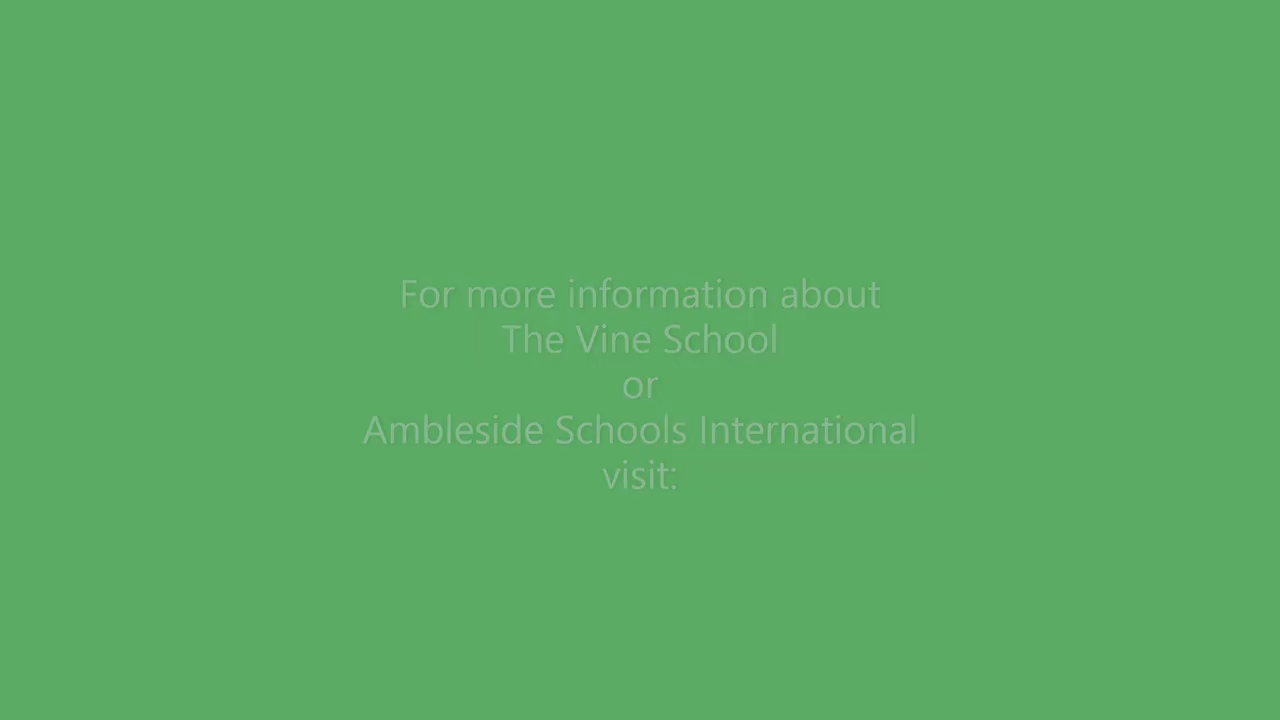 For more information about
The Vine School
or
Ambleside Schools International
visit: